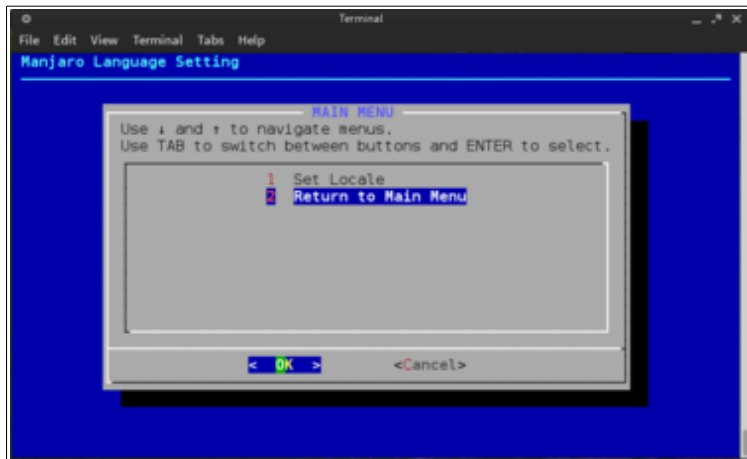 Terminal
File Edit View Terminal Tabs Help
Manjaro Language Setting
MAIN MENU
Use ↓ and ↑ to navigate menus.
Use TAB to switch between buttons and ENTER to select.
1 Set Locale
2 Return to Main Menu
< OK > <Cancel>